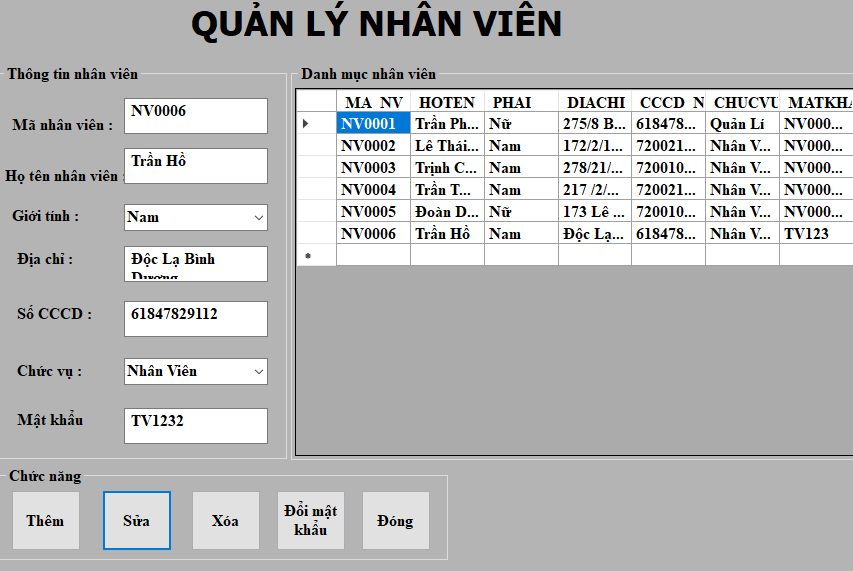 QUẢN LÝ NHÂN VIÊN
Thông tin nhân viên
Mã nhân viên : NV0006
Họ tên nhân viên : Trần Hồ
Giới tính : Nam
Địa chỉ : Độc Lạ Bình
Dương
Số CCCD : 61847829112
Chức vụ : Nhân Viên
Mật khẩu TV1232
Danh mục nhân viên
MA_NV HOTEN PHAI DIACHI CCCD_N CHUCVU MATKHA
NV0001 Trần Ph... Nữ 275/8 B... 618478... Quản Lí NV000...
NV0002 Lê Thái... Nam 172/2/1... 720021... Nhân V... NV000...
NV0003 Trịnh C... Nam 278/21/... 720010... Nhân V... NV000...
NV0004 Trần T... Nam 217 /2/... 720021... Nhân V... NV000...
NV0005 Đoàn D... Nữ 173 Lê ... 720010... Nhân V... NV000...
NV0006 Trần Hồ Nam Độc Lạ... 618478... Nhân V... TV123
Chức năng
Thêm Sửa Xóa Đổi mật khẩu Đóng